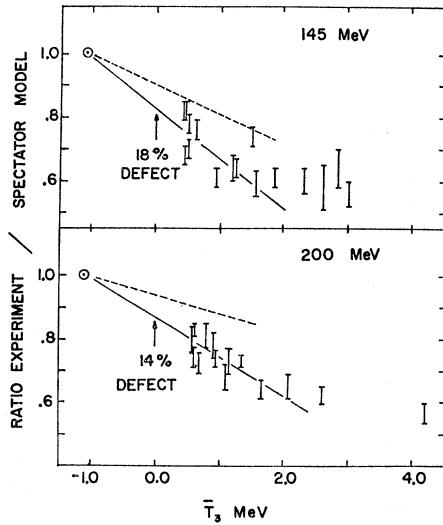 RATIO EXPERIMENT / SPECTATOR MODEL
145 MeV
1.0
.8
.6
18%
DEFECT
200 MeV
1.0
.8
.6
14%
DEFECT
-1.0 0.0 1.0 2.0 3.0 4.0
T̄₃ MeV